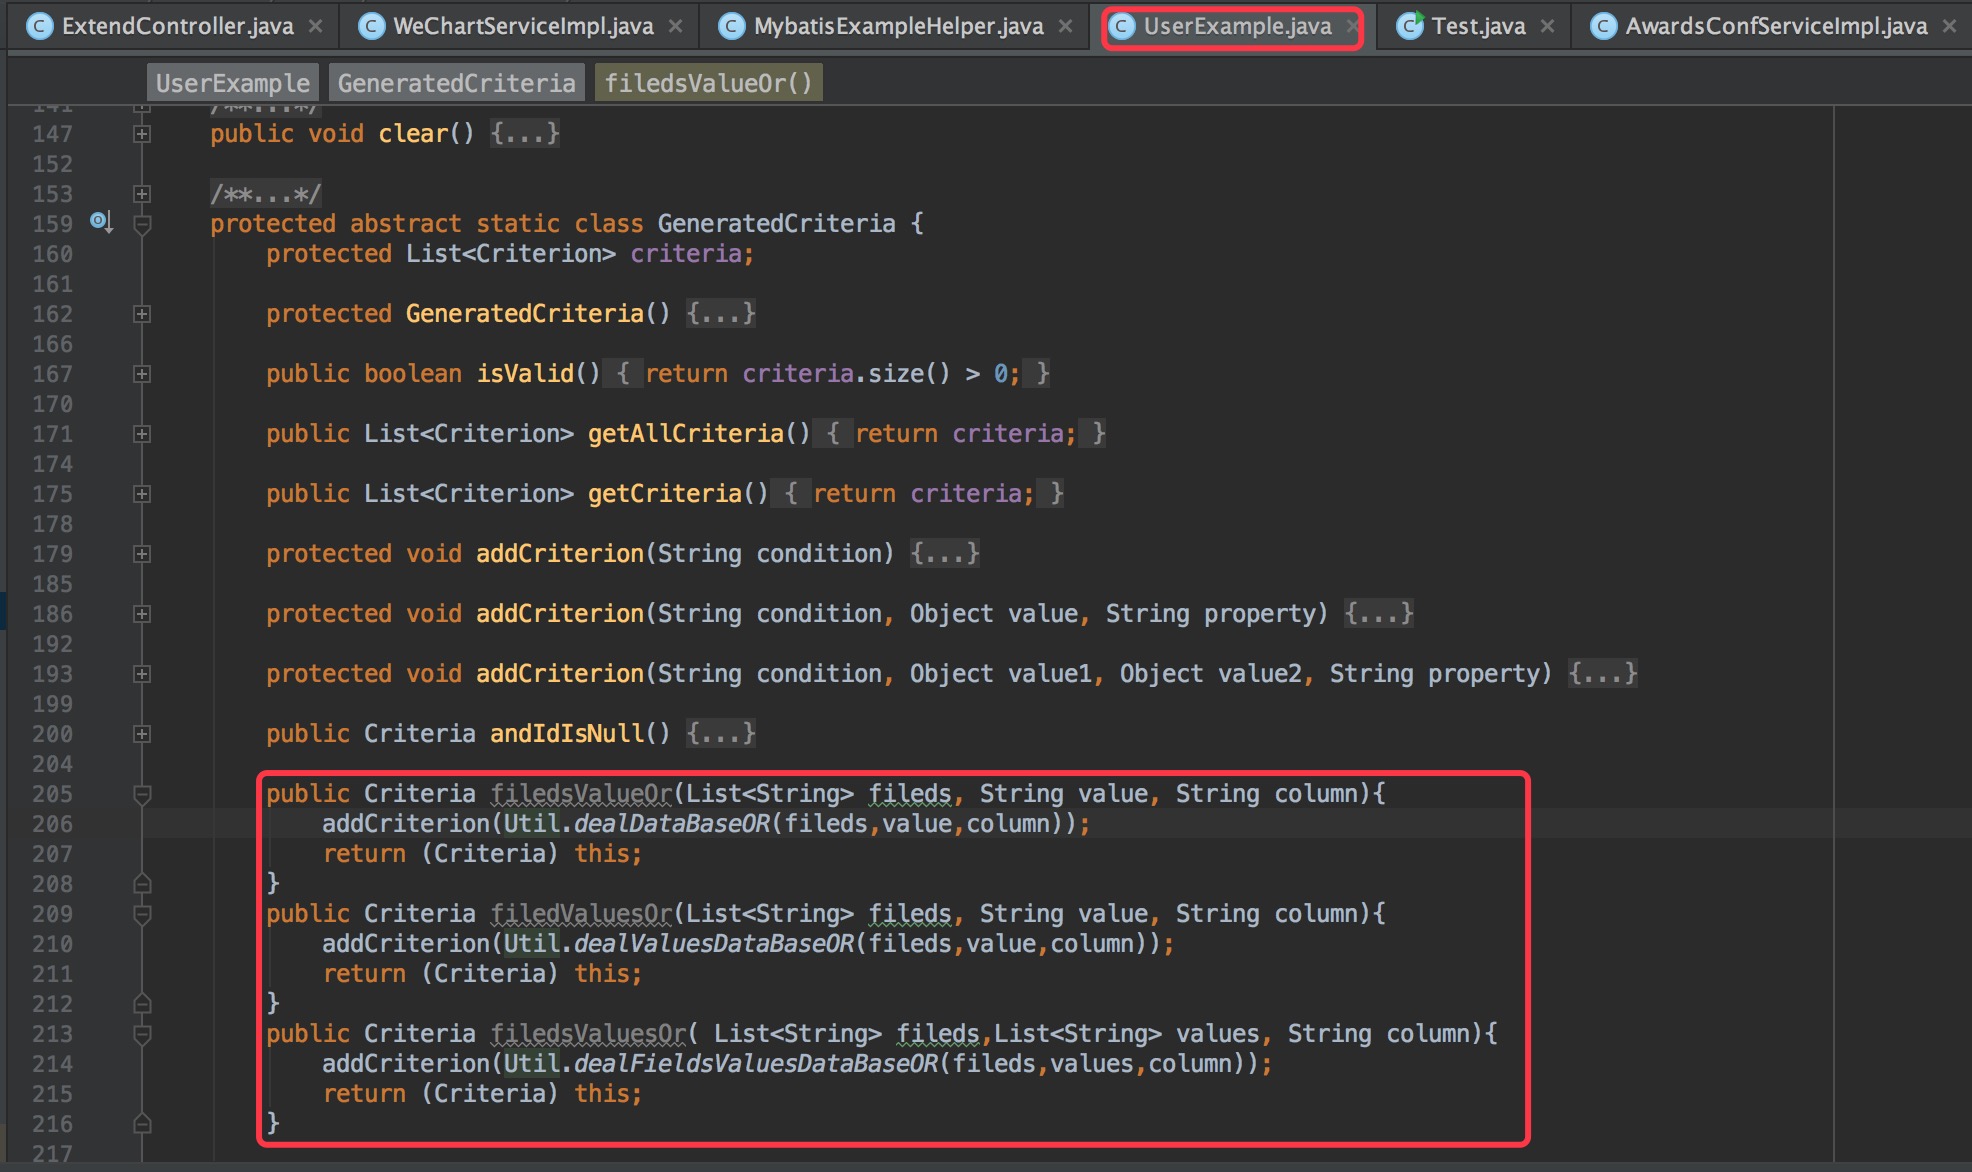 ExtendController.java WeChartServiceImpl.java MybatisExampleHelper.java UserExample.java Test.java AwardsConfServiceImpl.java
UserExample GeneratedCriteria filedsValueOr()
141 /**...*/
147 public void clear() {...}
152
153 /**...*/
159 protected abstract static class GeneratedCriteria {
160 protected List<Criterion> criteria;
161
162 protected GeneratedCriteria() {...}
166
167 public boolean isValid() { return criteria.size() > 0; }
170
171 public List<Criterion> getAllCriteria() { return criteria; }
174
175 public List<Criterion> getCriteria() { return criteria; }
178
179 protected void addCriterion(String condition) {...}
185
186 protected void addCriterion(String condition, Object value, String property) {...}
192
193 protected void addCriterion(String condition, Object value1, Object value2, String property) {...}
199
200 public Criteria andIdIsNull() {...}
204
205 public Criteria filedsValueOr(List<String> fileds, String value, String column){
206 addCriterion(Util.dealDataBaseOR(fileds,value,column));
207 return (Criteria) this;
208 }
209 public Criteria filedValuesOr(List<String> fileds, String value, String column){
210 addCriterion(Util.dealValuesDataBaseOR(fileds,value,column));
211 return (Criteria) this;
212 }
213 public Criteria filedsValuesOr( List<String> fileds,List<String> values, String column){
214 addCriterion(Util.dealFieldsValuesDataBaseOR(fileds,values,column));
215 return (Criteria) this;
216 }
217